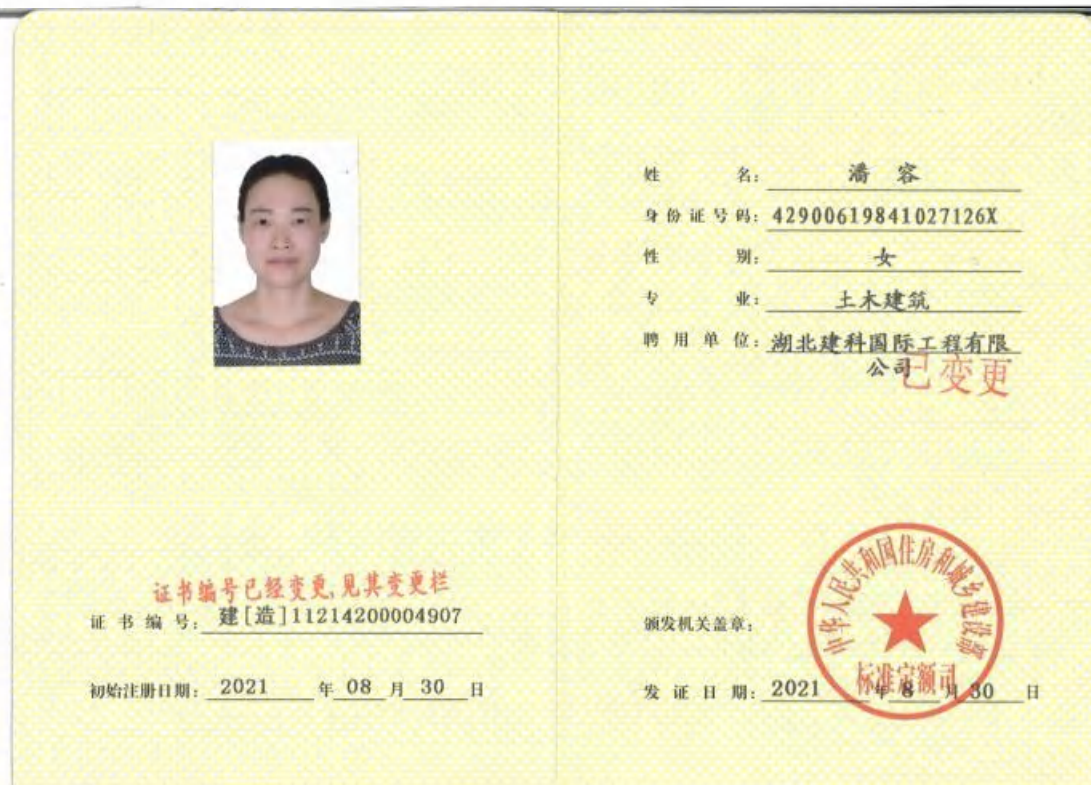 证书编号已经变更,见其变更栏
证书编号: 建[造]11214200004907
初始注册日期: 2021 年 08 月 30 日
姓名: 潘容
身份证号码: 42900619841027126X
性别: 女
专业: 土木建筑
聘用单位: 湖北建科国际工程有限
公司
已变更
中华人民共和国住房和城乡建设部
标准定额司
颁发机关盖章:
发证日期: 2021 年 8 月 30 日